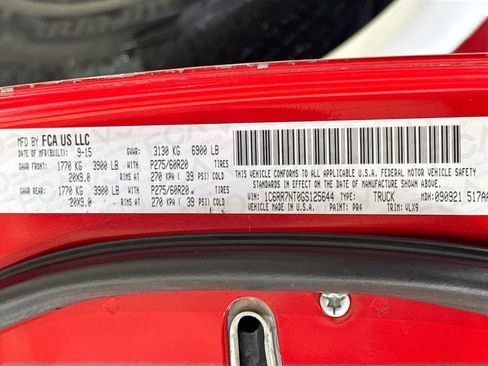 MFD BY FCA US LLC
DATE OF MFR(BUILT): 9-15 GVWR: 3130 KG 6900 LB
GAWR FRONT: 1770 KG 3900 LB P275/60R20 TIRES
20X9.0 RIMS AT 270 KPA ( 39 PSI) COLD
GAWR REAR: 1770 KG 3900 LB P275/60R20 TIRES
20X9.0 RIMS AT 270 KPA ( 39 PSI) COLD
THIS VEHICLE CONFORMS TO ALL APPLICABLE U.S.A. FEDERAL MOTOR VEHICLE SAFETY
STANDARDS IN EFFECT ON THE DATE OF MANUFACTURE SHOWN ABOVE.
VIN: 1C6RR7NT0GS125644 TYPE: TRUCK MDH: 090921 517AA
VEHICLE MADE IN U.S.A. PAINT: PR4 TRIM: VLX9